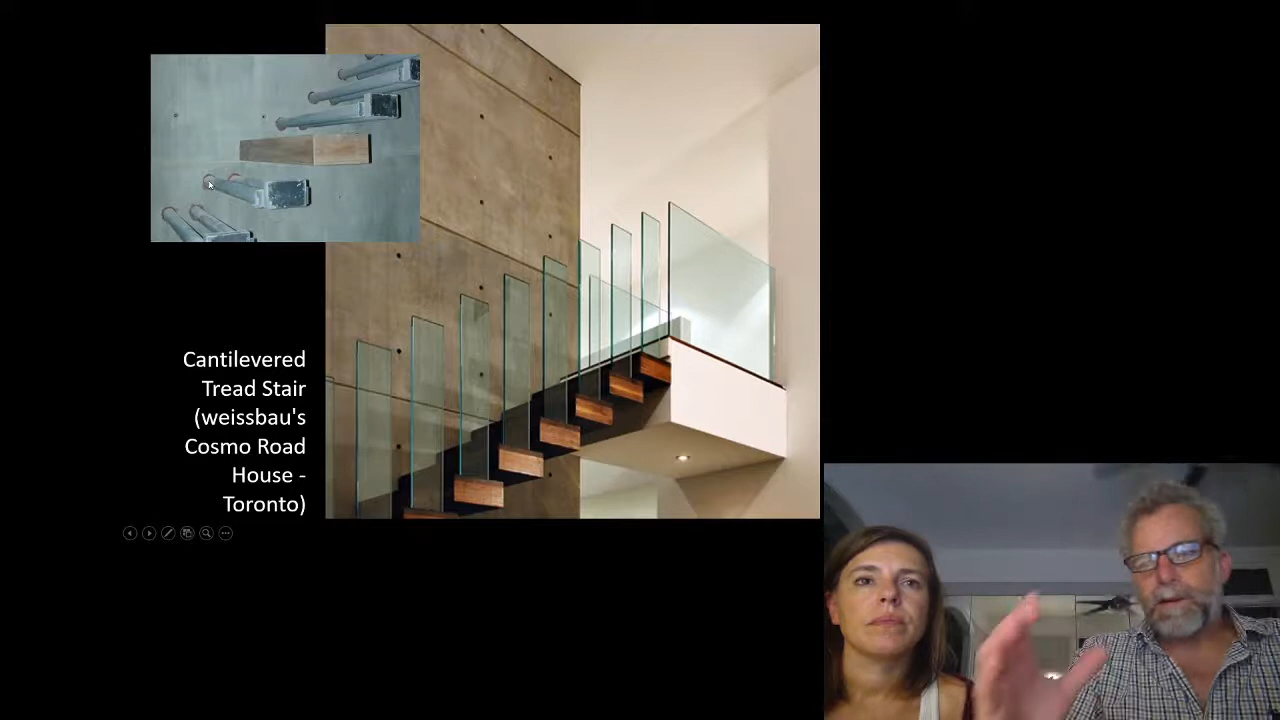 Cantilevered
Tread Stair
(weissbau's
Cosmo Road
House -
Toronto)